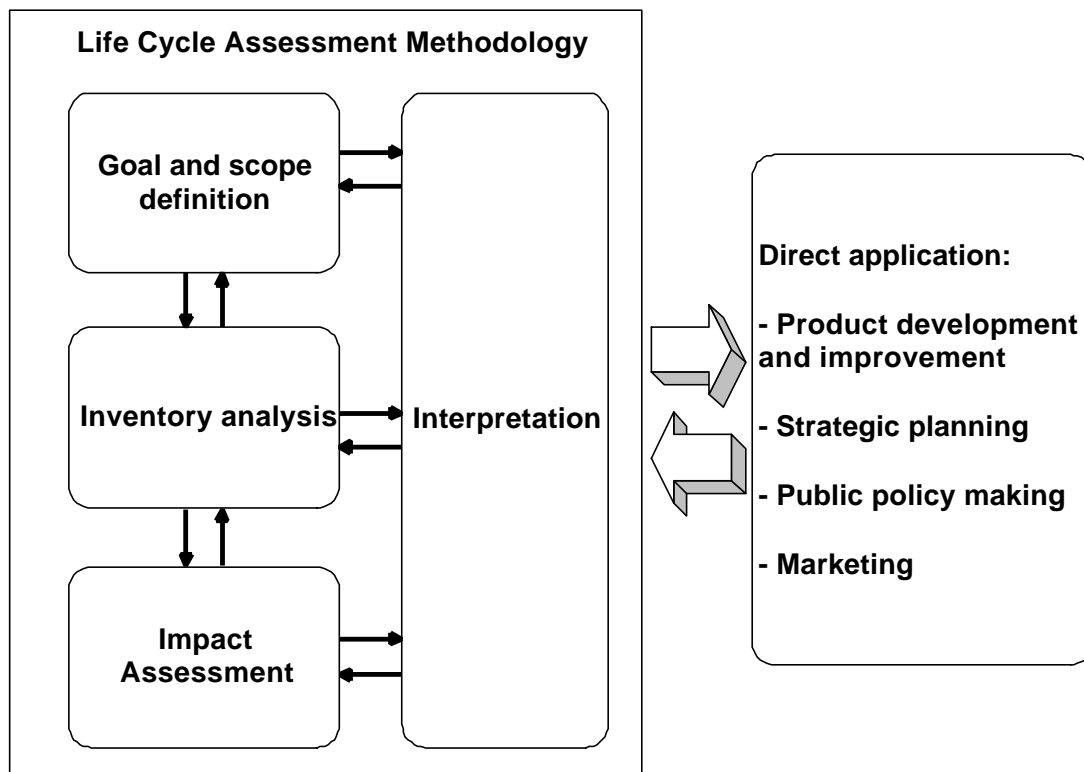 Life Cycle Assessment Methodology
Goal and scope
definition
Inventory analysis
Impact
Assessment
Interpretation
Direct application:
- Product development
and improvement
- Strategic planning
- Public policy making
- Marketing